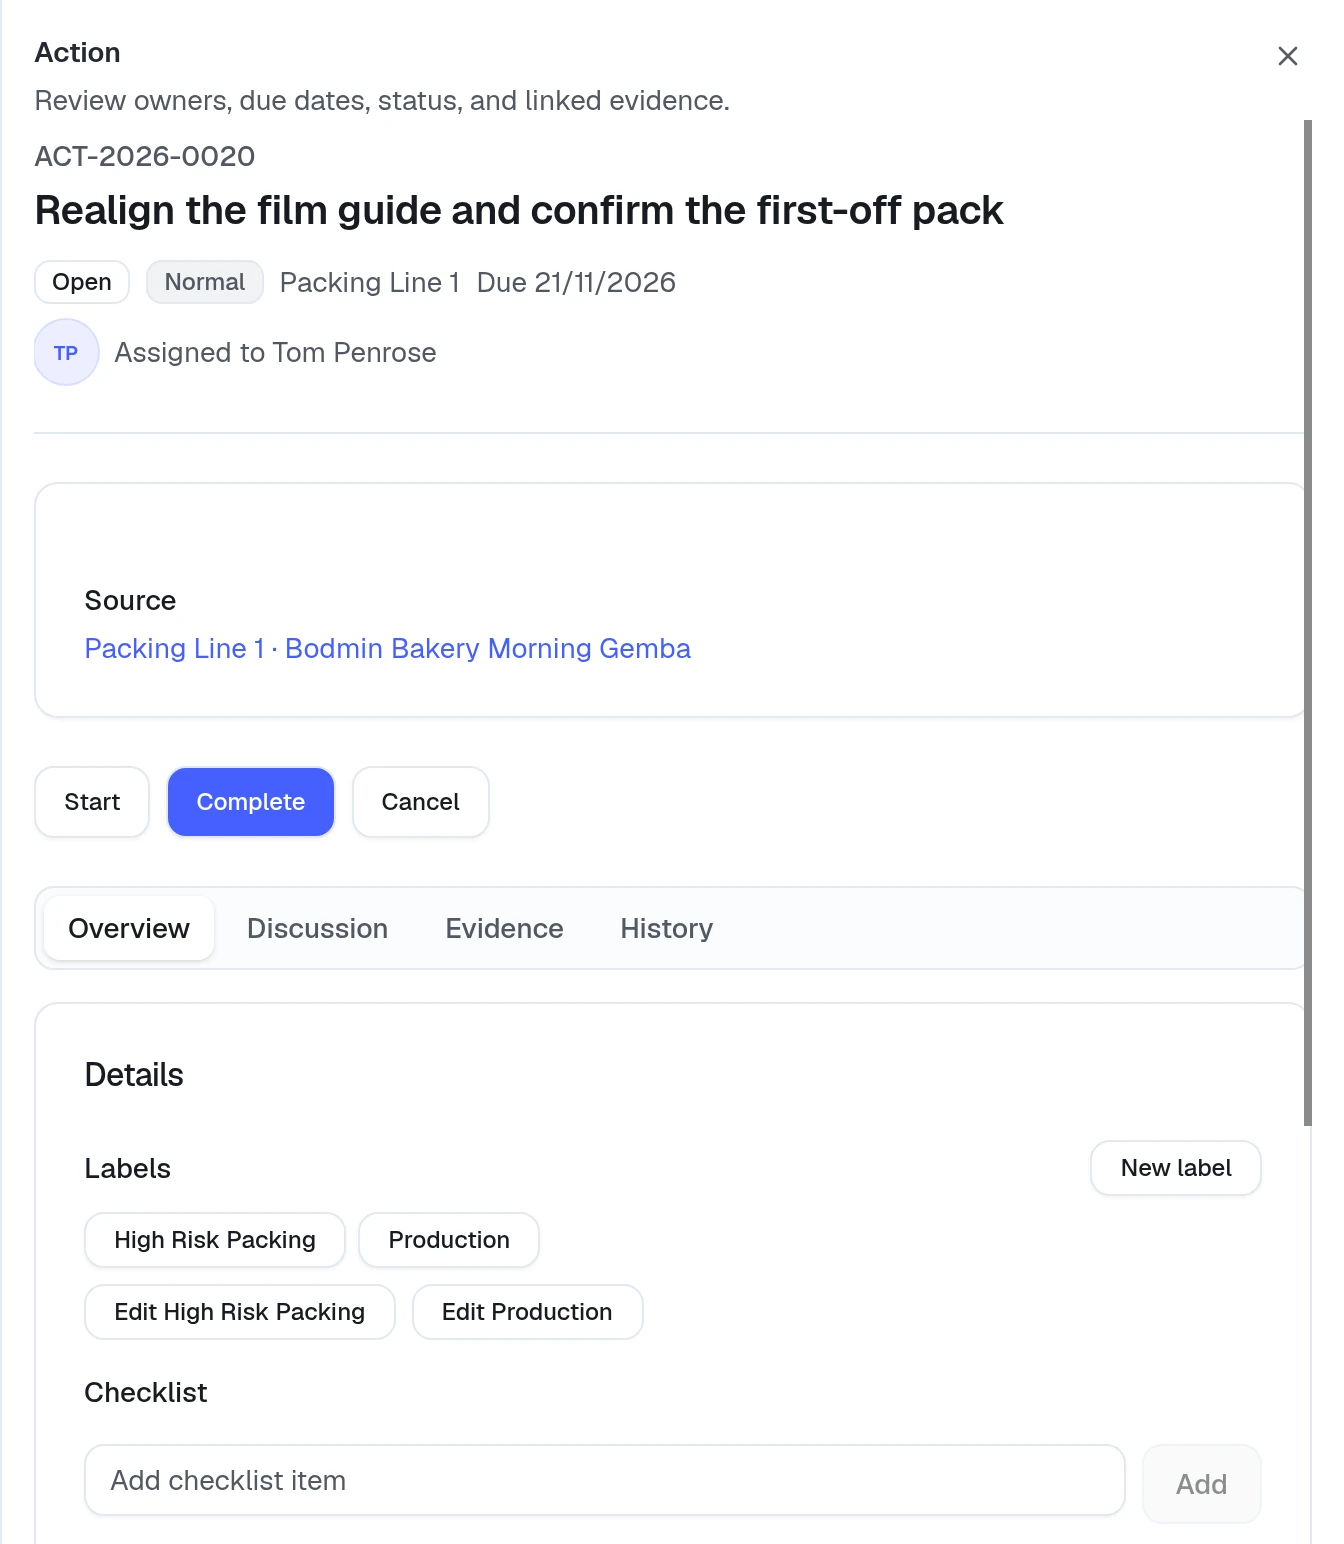 Action
Review owners, due dates, status, and linked evidence.
ACT-2026-0020
Realign the film guide and confirm the first-off pack
Open Normal Packing Line 1 Due 21/11/2026
TP Assigned to Tom Penrose
Source
Packing Line 1 · Bodmin Bakery Morning Gemba
Start Complete Cancel
Overview Discussion Evidence History
Details
Labels New label
High Risk Packing Production
Edit High Risk Packing Edit Production
Checklist
Add checklist item Add